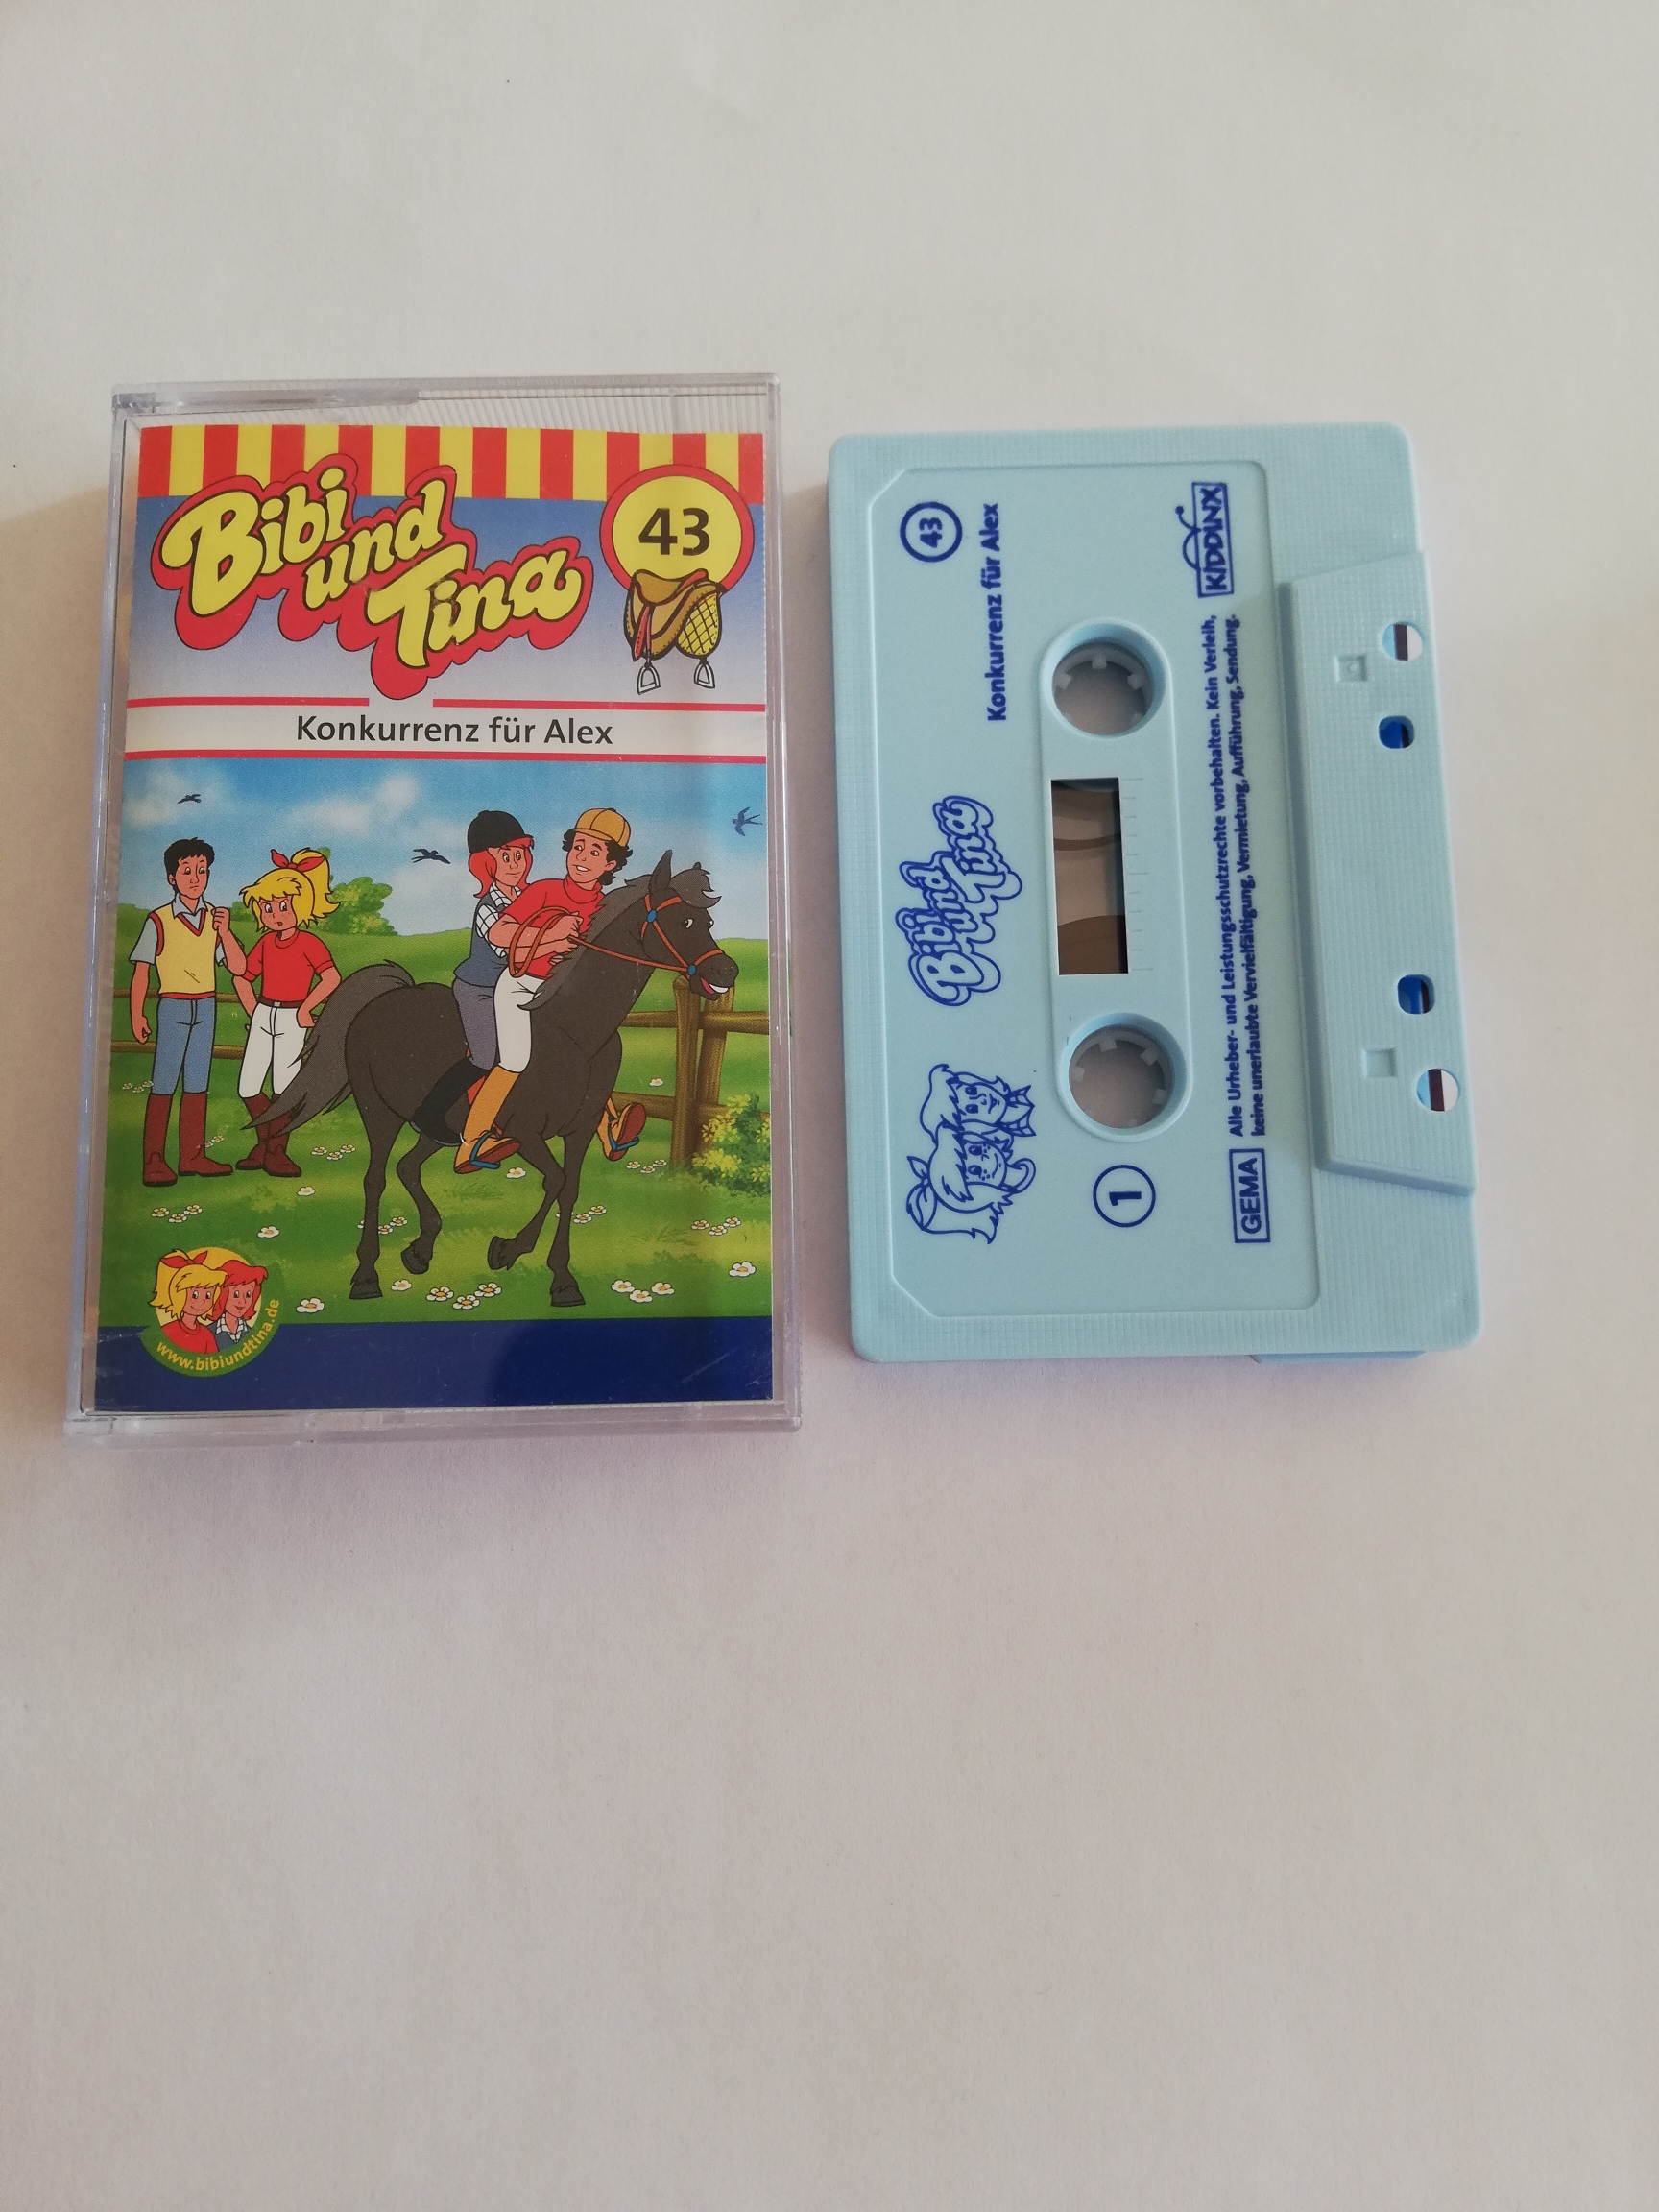 Bibi
und
Tina
43
Konkurrenz für Alex
www.bibiundtina.de
43
Konkurrenz für Alex
Bibi und
Tina
1
KIDDINX
GEMA
Alle Urheber- und Leistungsschutzrechte vorbehalten. Kein Verleih,
keine unerlaubte Vervielfältigung, Vermietung, Aufführung, Sendung.